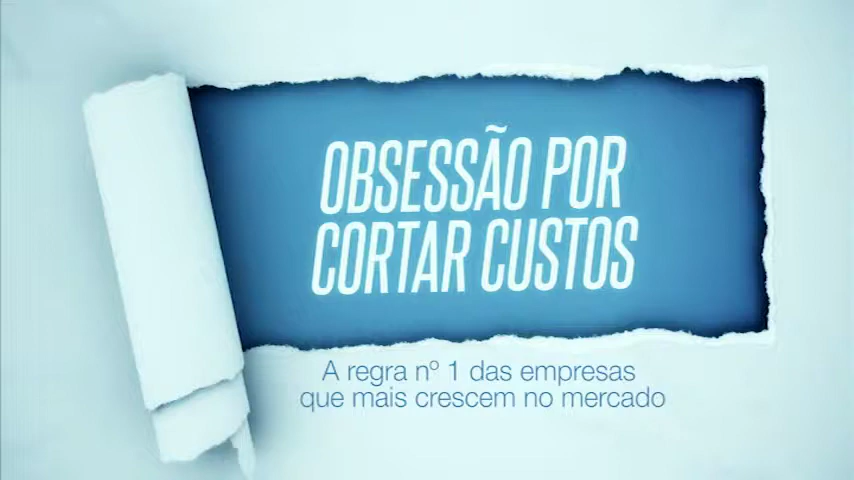 OBSESSÃO POR
CORTAR CUSTOS
A regra nº 1 das empresas
que mais crescem no mercado